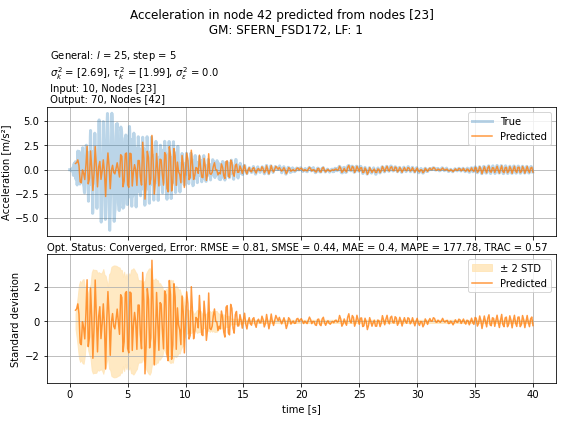 Acceleration in node 42 predicted from nodes [23]
GM: SFERN_FSD172, LF: 1
General: l = 25, step = 5
σ²ₖ = [2.69], τ²ₖ = [1.99], σ²ε = 0.0
Input: 10, Nodes [23]
Output: 70, Nodes [42]
Acceleration [m/s²]
5.0
2.5
0.0
−2.5
−5.0
True
Predicted
Opt. Status: Converged, Error: RMSE = 0.81, SMSE = 0.44, MAE = 0.4, MAPE = 177.78, TRAC = 0.57
Standard deviation
2
0
−2
± 2 STD
Predicted
0 5 10 15 20 25 30 35 40
time [s]